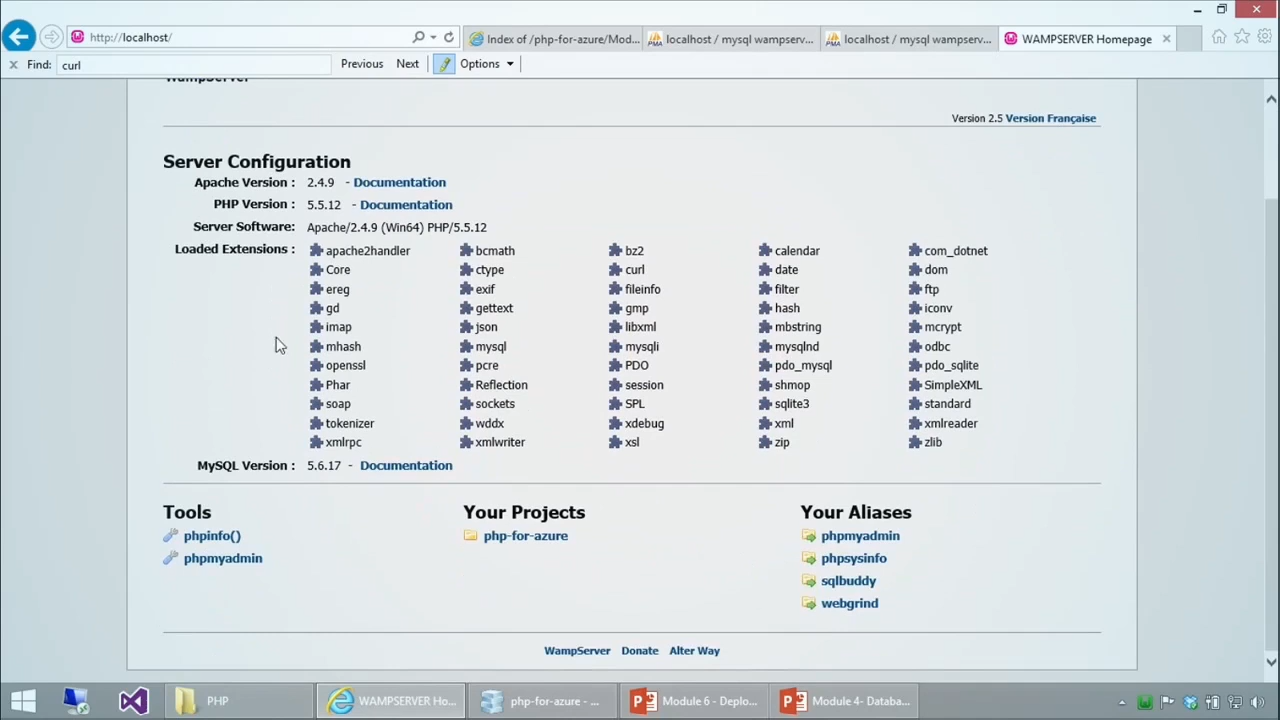 http://localhost/
Index of /php-for-azure/Mod...
localhost / mysql wampserv...
localhost / mysql wampserv...
WAMPSERVER Homepage
Find: curl
Previous Next Options
WampServer
Version 2.5 Version Française
Server Configuration
Apache Version : 2.4.9 - Documentation
PHP Version : 5.5.12 - Documentation
Server Software: Apache/2.4.9 (Win64) PHP/5.5.12
Loaded Extensions : apache2handler bcmath bz2 calendar com_dotnet
Core ctype curl date dom
ereg exif fileinfo filter ftp
gd gettext gmp hash iconv
imap json libxml mbstring mcrypt
mhash mysql mysqli mysqlnd odbc
openssl pcre PDO pdo_mysql pdo_sqlite
Phar Reflection session shmop SimpleXML
soap sockets SPL sqlite3 standard
tokenizer wddx xdebug xml xmlreader
xmlrpc xmlwriter xsl zip zlib
MySQL Version : 5.6.17 - Documentation
Tools
phpinfo()
phpmyadmin
Your Projects
php-for-azure
Your Aliases
phpmyadmin
phpsysinfo
sqlbuddy
webgrind
WampServer Donate Alter Way
PHP
WAMPSERVER Ho...
php-for-azure - ...
Module 6 - Deplo...
Module 4- Databa...